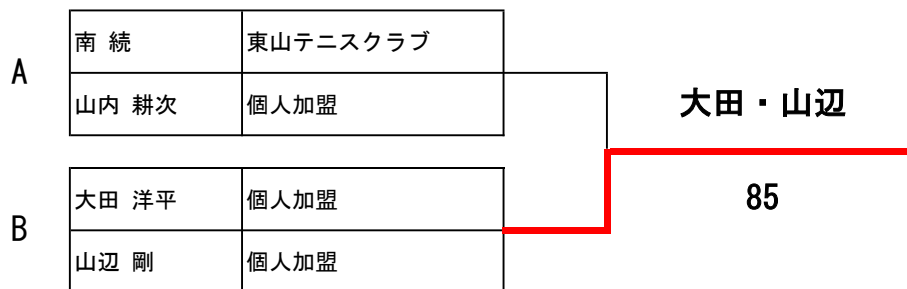 A
南 続 東山テニスクラブ
山内 耕次 個人加盟
大田・山辺
85
B
大田 洋平 個人加盟
山辺 剛 個人加盟